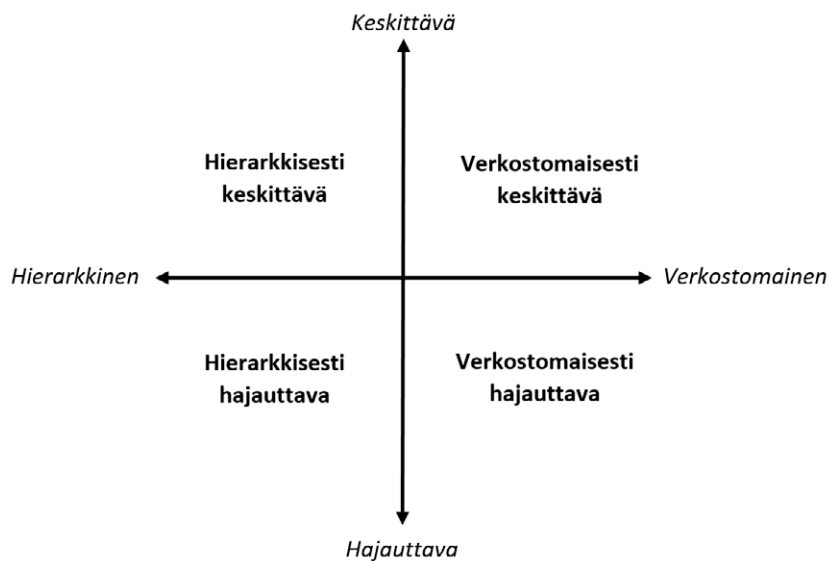 Keskittävä
Hierarkkisesti
keskittävä
Verkostomaisesti
keskittävä
Hierarkkinen
Verkostomainen
Hierarkkisesti
hajauttava
Verkostomaisesti
hajauttava
Hajauttava